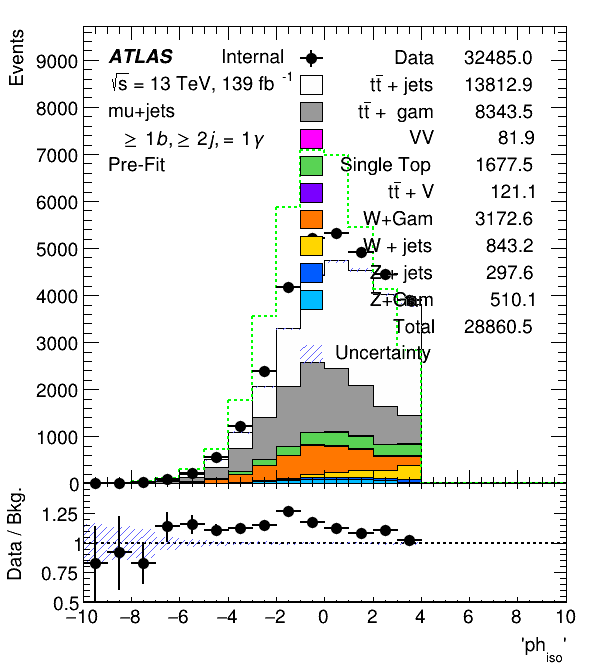 Events
ATLAS Internal
√s = 13 TeV, 139 fb -1
mu+jets
≥ 1b, ≥ 2j, = 1γ
Pre-Fit
Data 32485.0
tt̄ + jets 13812.9
tt̄ + gam 8343.5
VV 81.9
Single Top 1677.5
tt̄ + V 121.1
W+Gam 3172.6
W + jets 843.2
Z + jets 297.6
Z+Gam 510.1
Total 28860.5
Uncertainty
9000
8000
7000
6000
5000
4000
3000
2000
1000
0
Data / Bkg.
1.25
1
0.75
0.5
−10 −8 −6 −4 −2 0 2 4 6 8 10
'ph_iso'